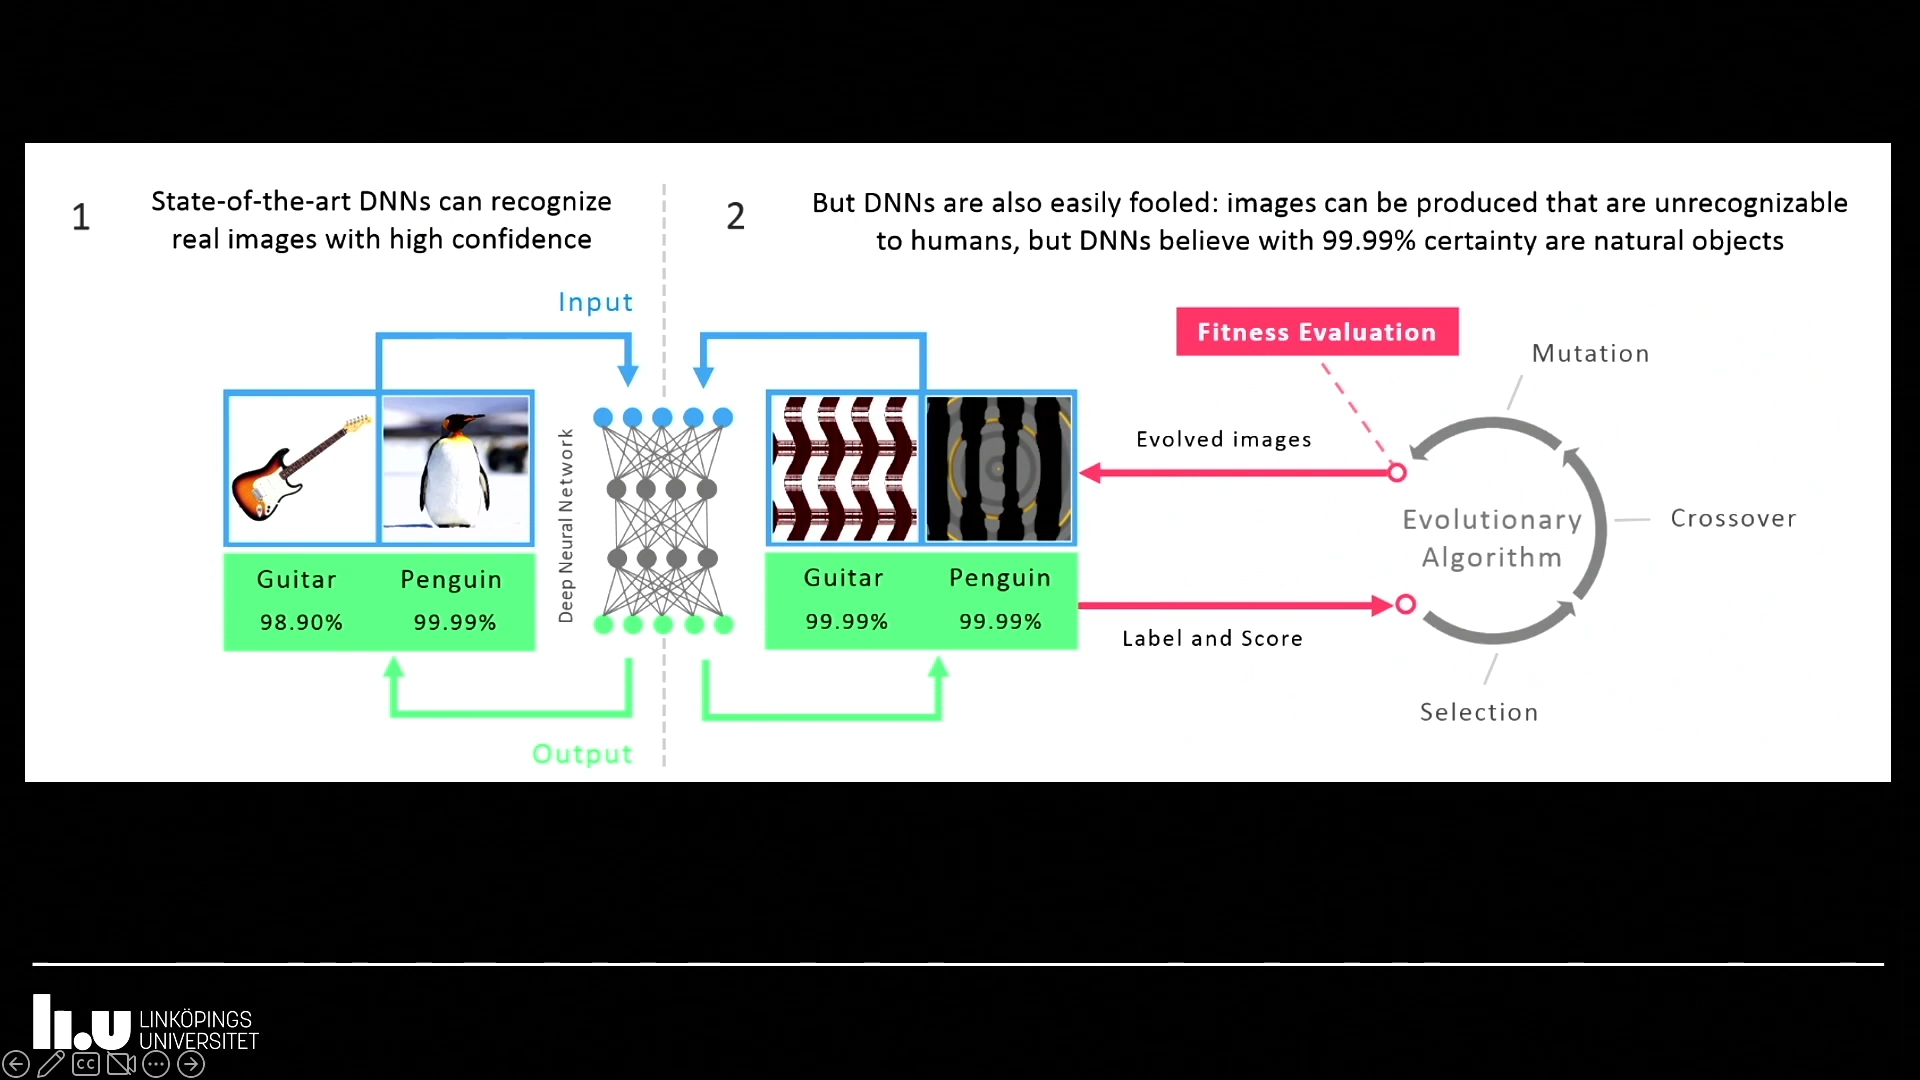 1
State-of-the-art DNNs can recognize
real images with high confidence
2
But DNNs are also easily fooled: images can be produced that are unrecognizable
to humans, but DNNs believe with 99.99% certainty are natural objects
Input
Fitness Evaluation
Mutation
Evolved images
Deep Neural Network
Evolutionary
Algorithm
Crossover
Guitar
Penguin
98.90%
99.99%
Guitar
Penguin
99.99%
99.99%
Label and Score
Selection
Output
li.u LINKÖPINGS
UNIVERSITET
CC